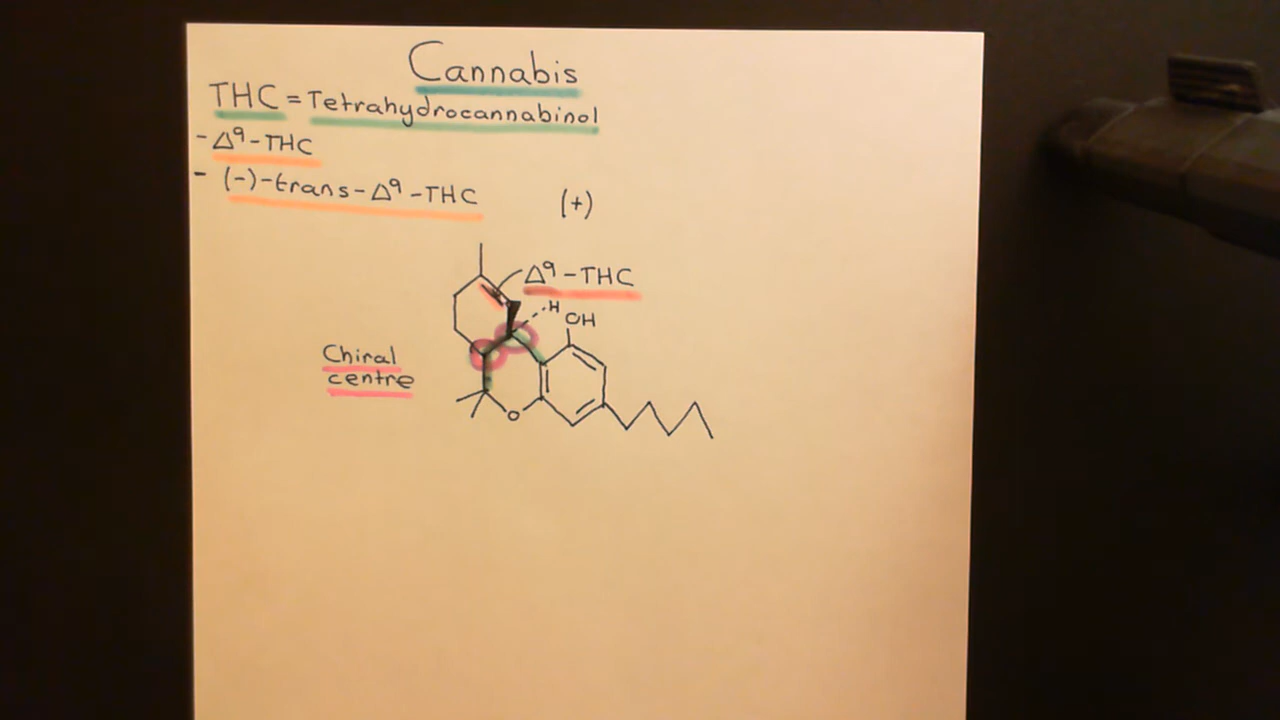 Cannabis
THC = Tetrahydrocannabinol
- Δ⁹-THC
- (-)-trans-Δ⁹-THC (+)
Δ⁹-THC
H
OH
Chiral
centre
O